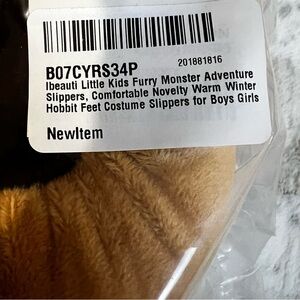 201881816
B07CYRS34P
Ibeauti Little Kids Furry Monster Adventure
Slippers, Comfortable Novelty Warm Winter
Hobbit Feet Costume Slippers for Boys Girls
NewItem